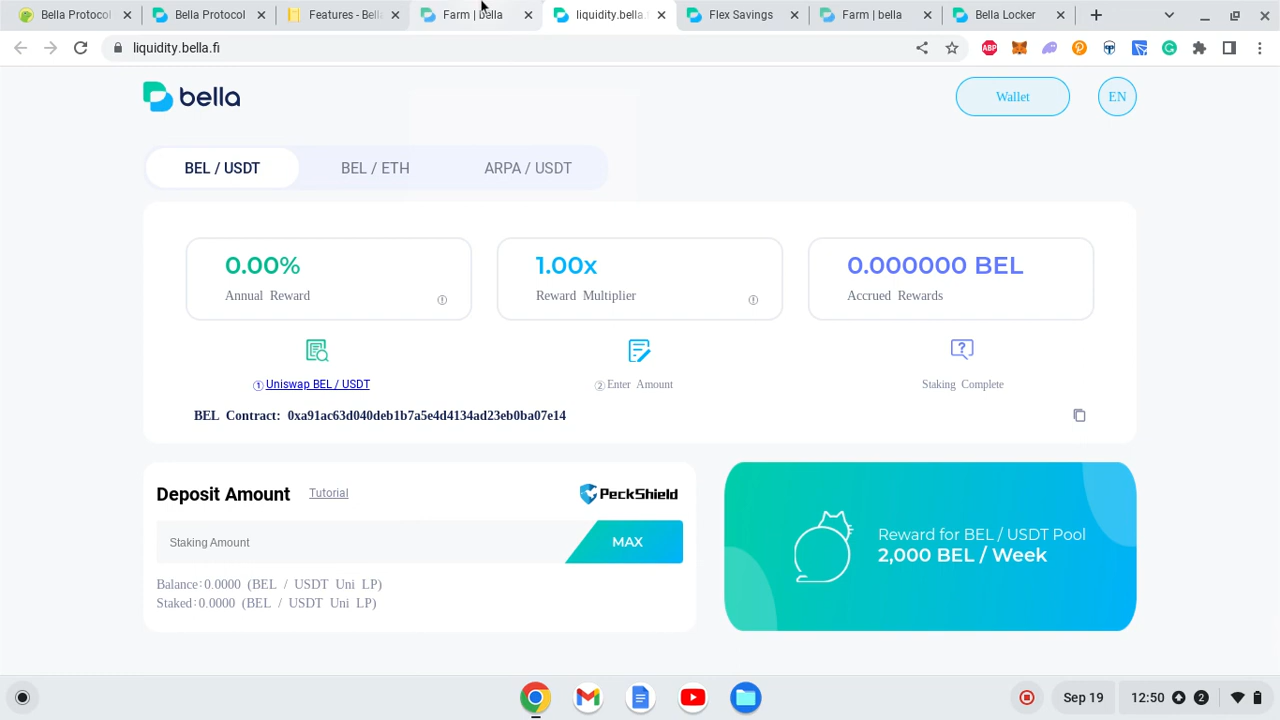 Bella Protocol
Bella Protocol
Features - Bella
Farm | bella
liquidity.bella.f
Flex Savings
Farm | bella
Bella Locker
liquidity.bella.fi
ABP
bella
Wallet
EN
BEL / USDT
BEL / ETH
ARPA / USDT
0.00%
Annual Reward
1.00x
Reward Multiplier
0.000000 BEL
Accrued Rewards
① Uniswap BEL / USDT
② Enter Amount
Staking Complete
BEL Contract: 0xa91ac63d040deb1b7a5e4d4134ad23eb0ba07e14
Deposit Amount
Tutorial
PeckShield
Staking Amount
MAX
Balance:0.0000 (BEL / USDT Uni LP)
Staked:0.0000 (BEL / USDT Uni LP)
Reward for BEL / USDT Pool
2,000 BEL / Week
Sep 19
12:50
2